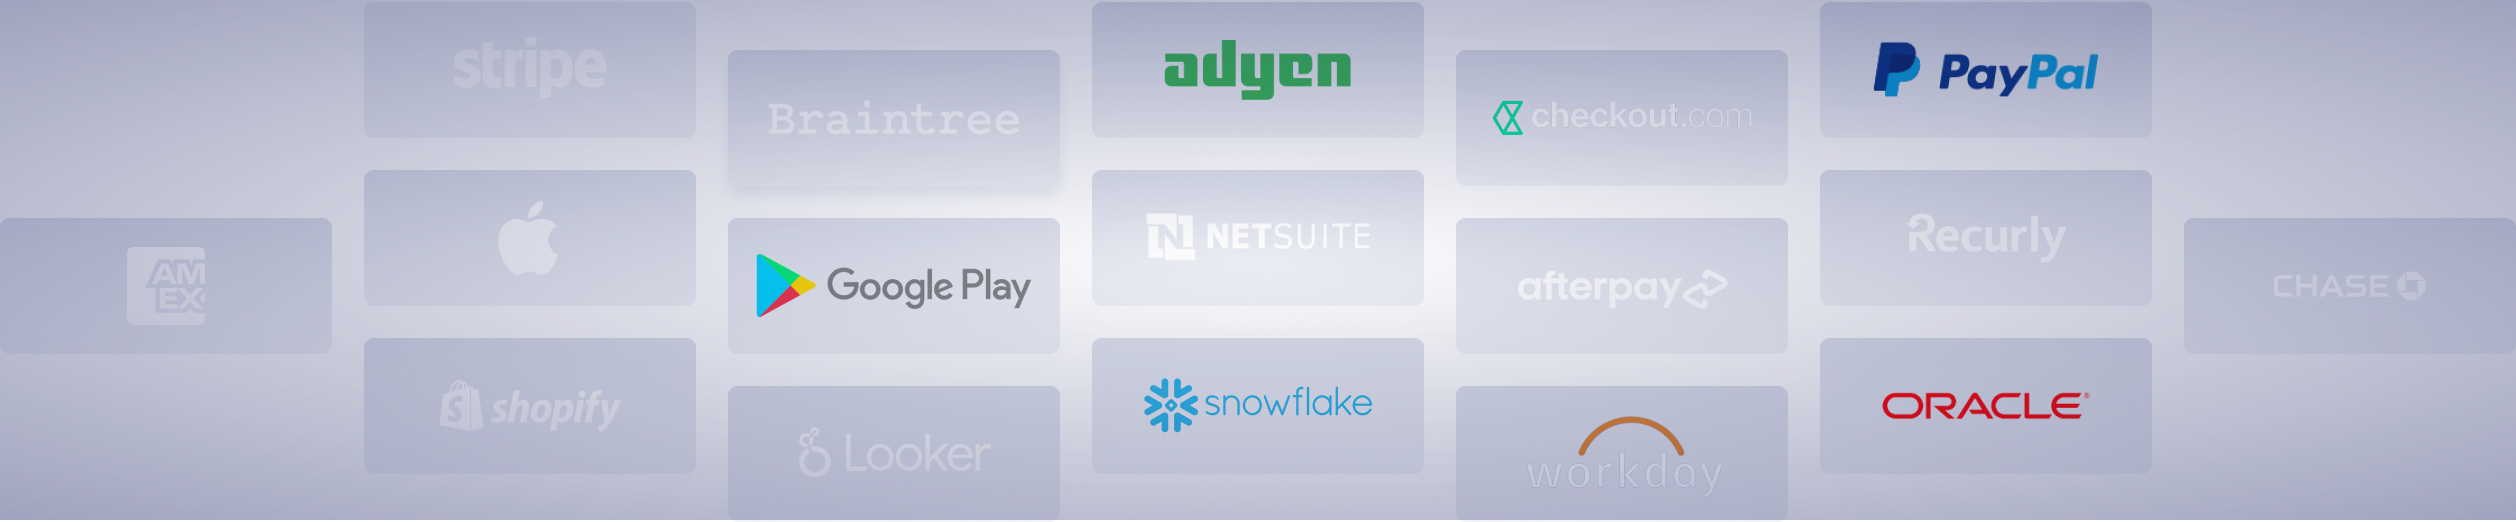 stripe
Braintree
adyen
checkout.com
PayPal
AM
EX
Google Play
NETSUITE
afterpay
Recurly
CHASE
shopify
Looker
snowflake
workday
ORACLE®